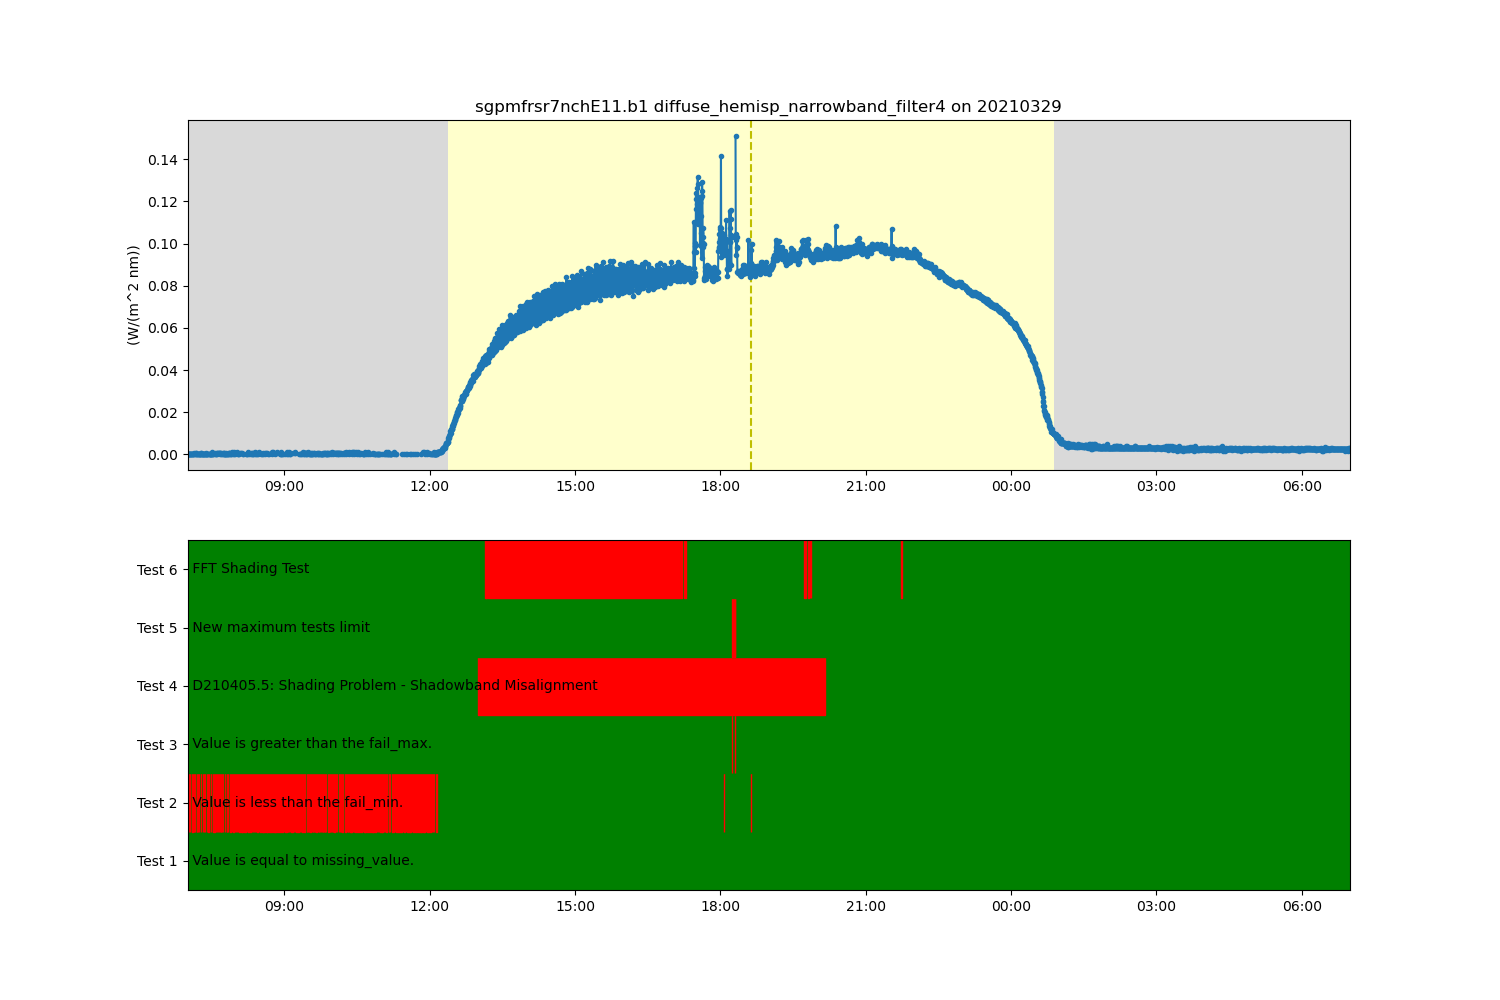 sgpmfrsr7nchE11.b1 diffuse_hemisp_narrowband_filter4 on 20210329
(W/(m^2 nm))
0.14
0.12
0.10
0.08
0.06
0.04
0.02
0.00
09:00 12:00 15:00 18:00 21:00 00:00 03:00 06:00
Test 6 FFT Shading Test
Test 5 New maximum tests limit
Test 4 D210405.5: Shading Problem - Shadowband Misalignment
Test 3 Value is greater than the fail_max.
Test 2 Value is less than the fail_min.
Test 1 Value is equal to missing_value.
09:00 12:00 15:00 18:00 21:00 00:00 03:00 06:00